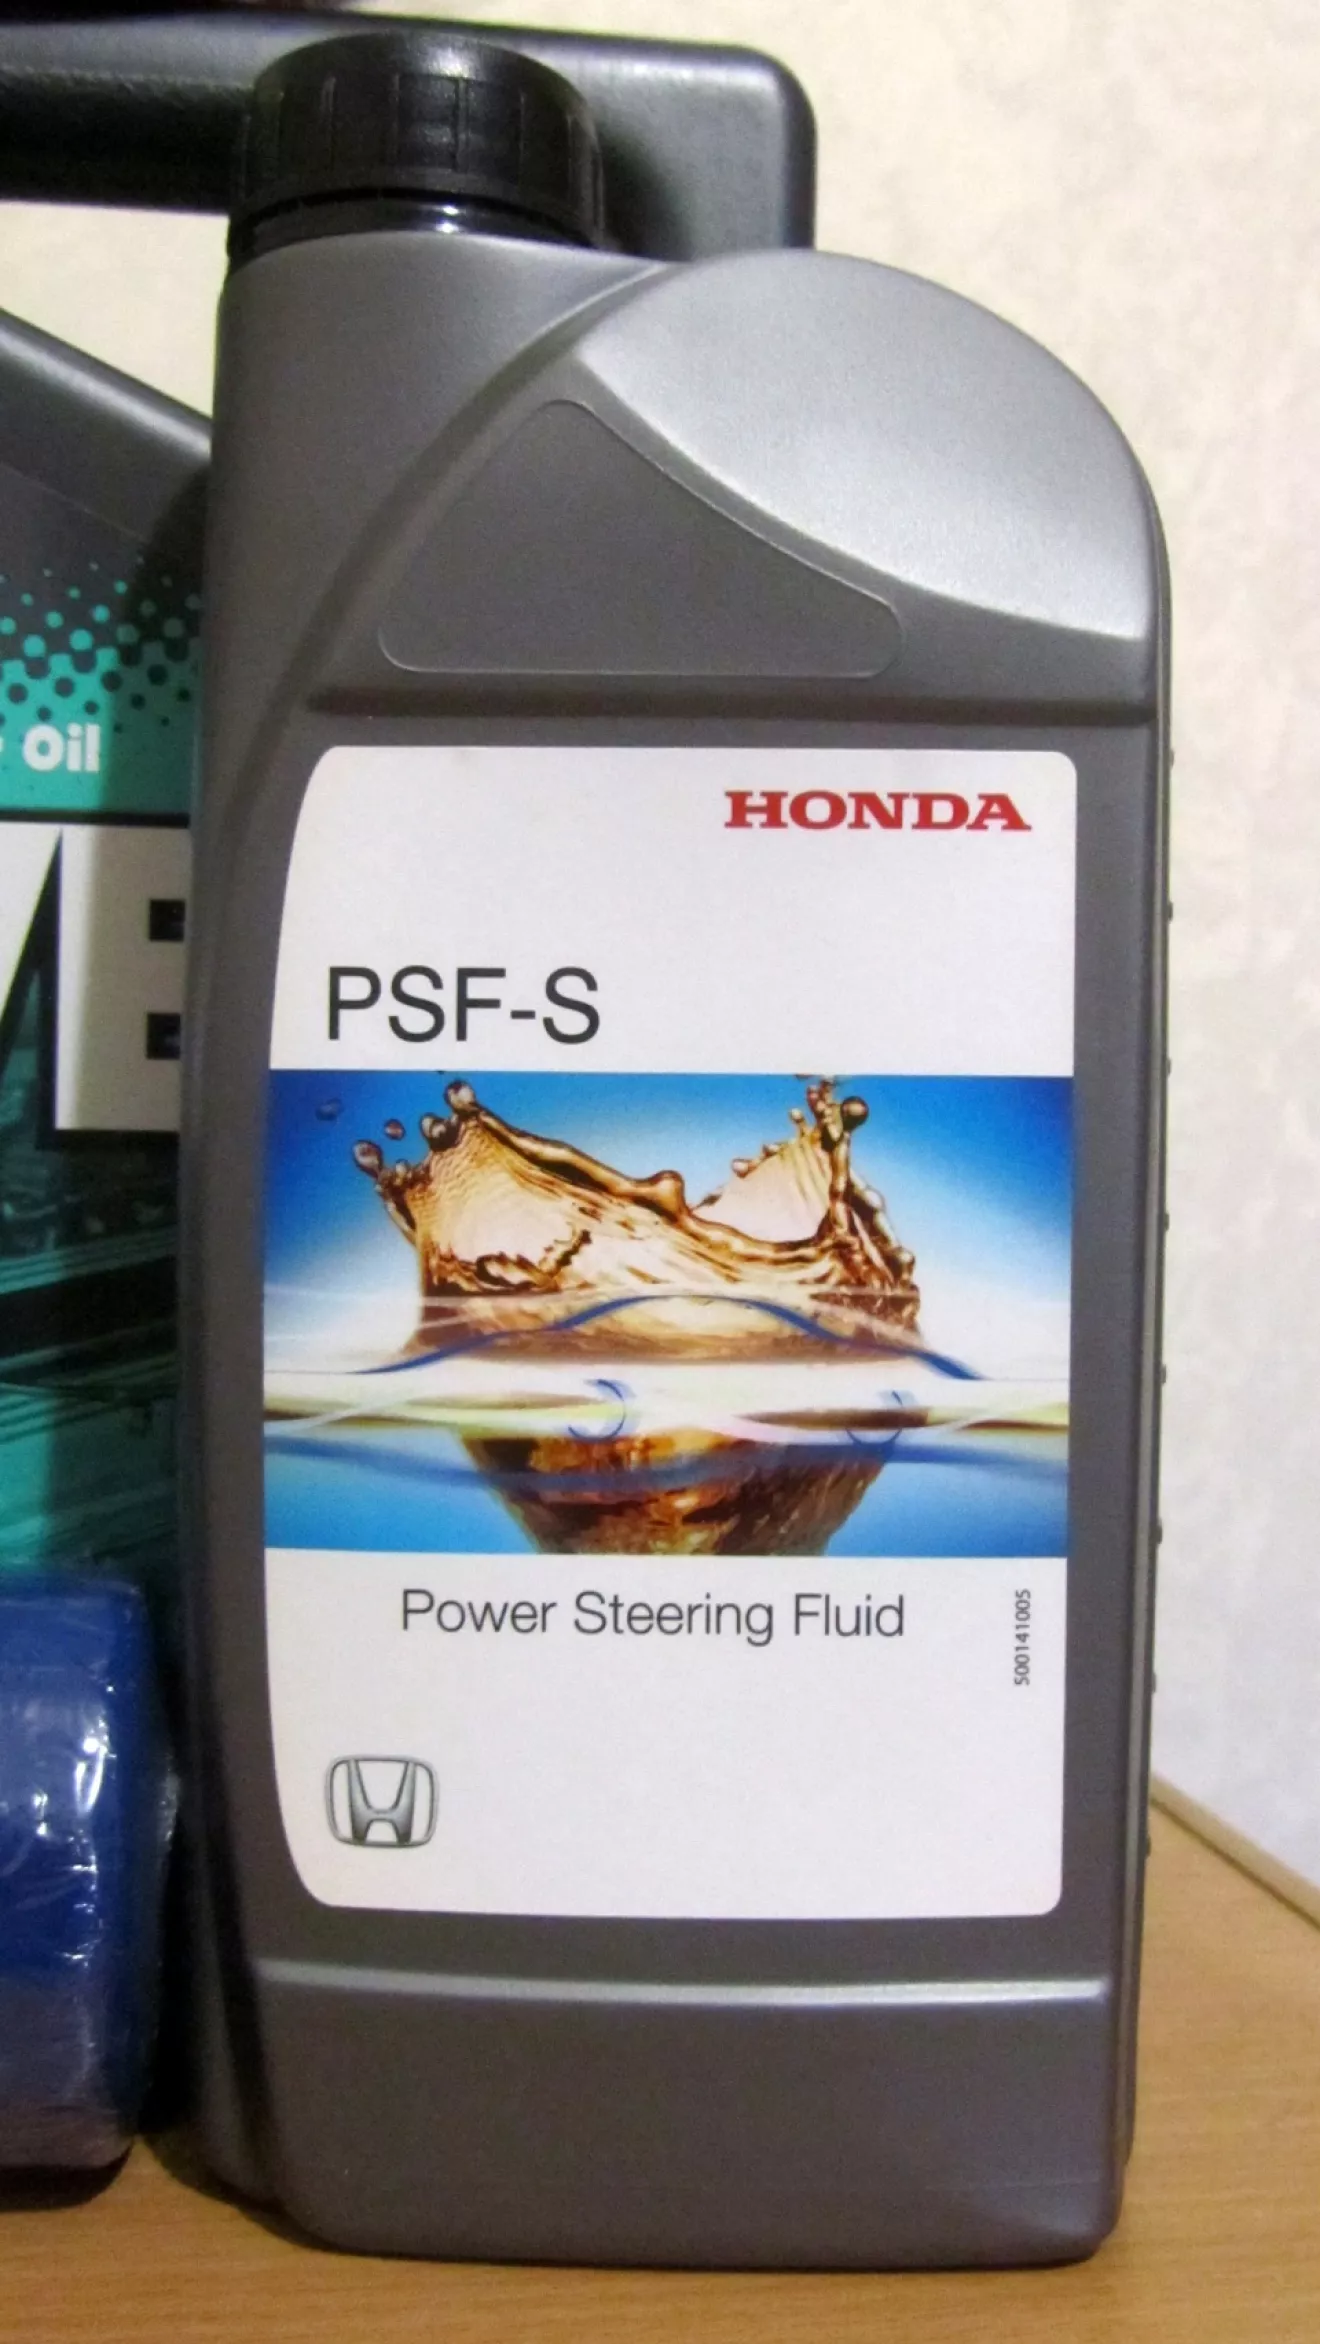 Oil
HONDA
PSF-S
Power Steering Fluid
500141005